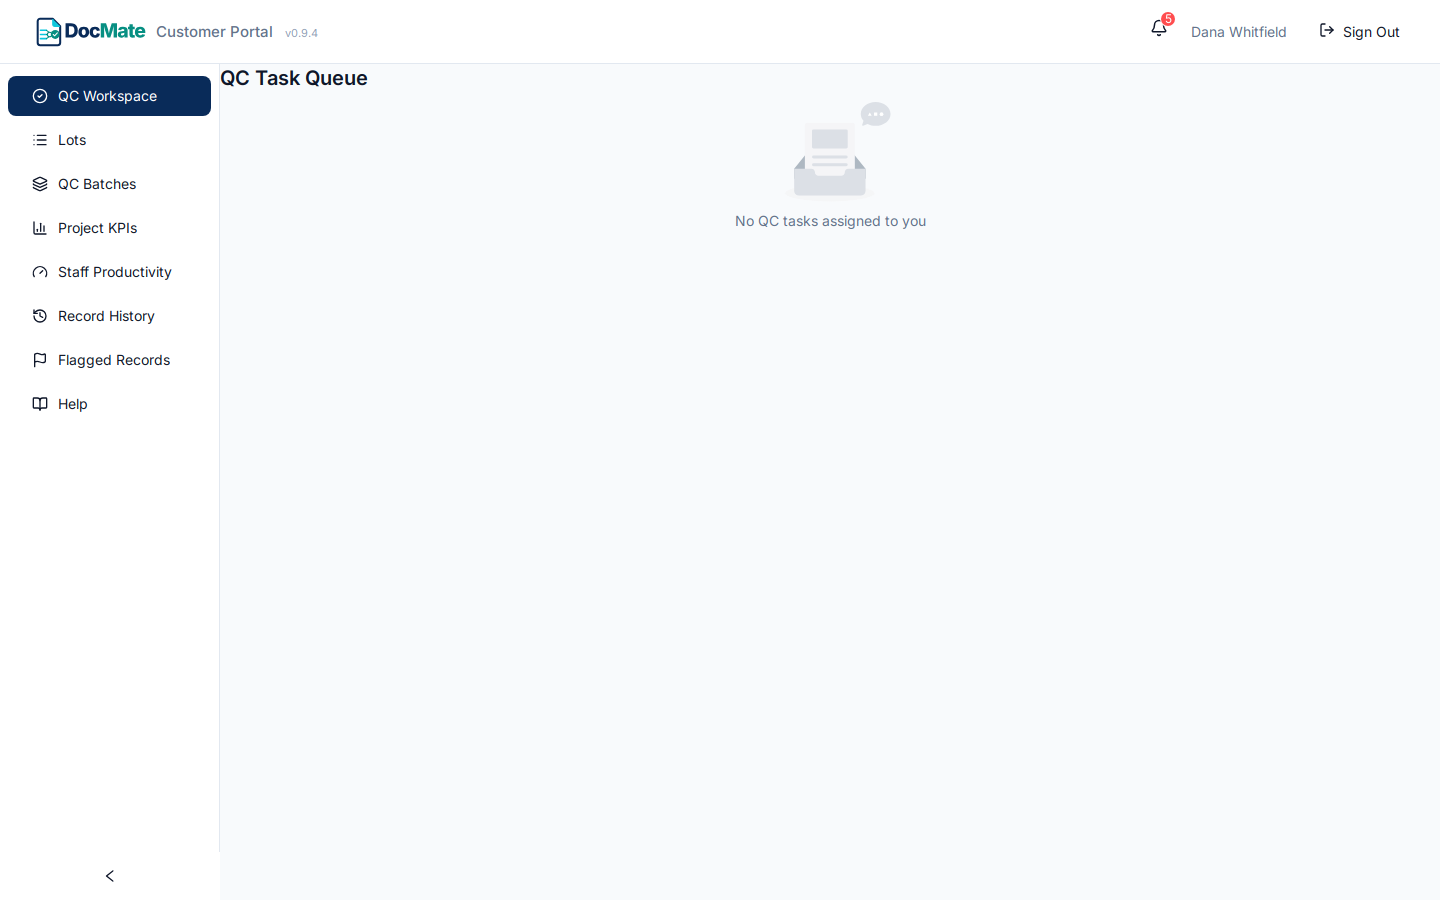 DocMate Customer Portal v0.9.4
5
Dana Whitfield
Sign Out
QC Workspace
Lots
QC Batches
Project KPIs
Staff Productivity
Record History
Flagged Records
Help
QC Task Queue
No QC tasks assigned to you